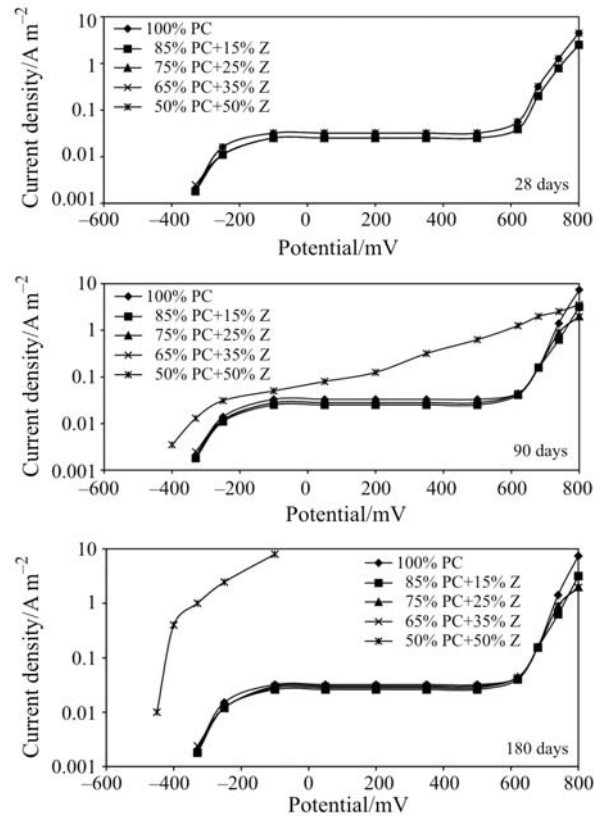 Current density/A m⁻²
10
1
0.1
0.01
0.001
100% PC
85% PC+15% Z
75% PC+25% Z
65% PC+35% Z
50% PC+50% Z
28 days
–600 –400 –200 0 200 400 600 800
Potential/mV
Current density/A m⁻²
10
1
0.1
0.01
0.001
100% PC
85% PC+15% Z
75% PC+25% Z
65% PC+35% Z
50% PC+50% Z
90 days
–600 –400 –200 0 200 400 600 800
Potential/mV
Current density/A m⁻²
10
1
0.1
0.01
0.001
100% PC
85% PC+15% Z
75% PC+25% Z
65% PC+35% Z
50% PC+50% Z
180 days
–600 –400 –200 0 200 400 600 800
Potential/mV